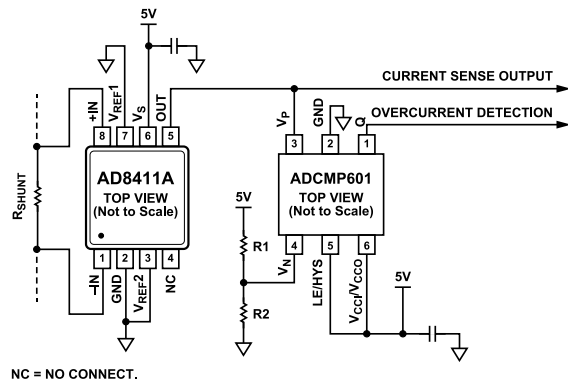 5V
5V
CURRENT SENSE OUTPUT
OVERCURRENT DETECTION
+IN
VREF1
VS
OUT
8
7
6
5
VP
GND
Q
3
2
1
RSHUNT
AD8411A
TOP VIEW
(Not to Scale)
ADCMP601
TOP VIEW
(Not to Scale)
1
2
3
4
–IN
GND
VREF2
NC
5V
R1
R2
4
5
6
VN
LE/HYS
VCCI/VCCO
NC = NO CONNECT.